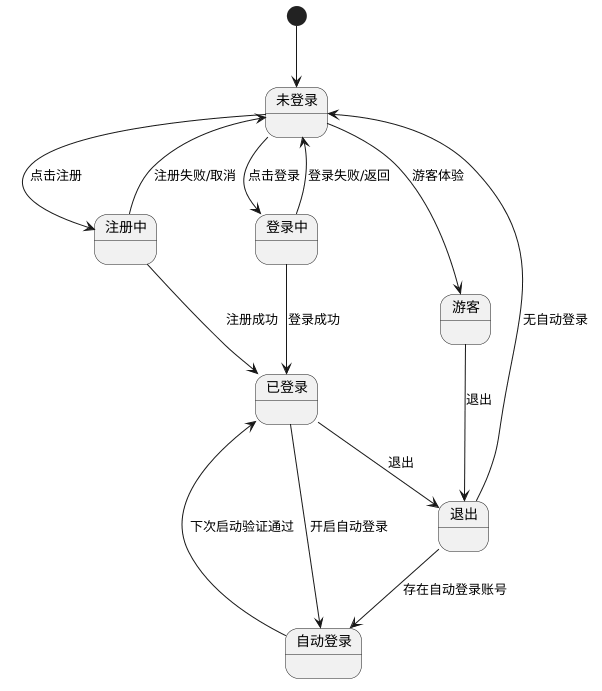 未登录
点击注册
注册失败/取消
点击登录
登录失败/返回
游客体验
注册中
登录中
游客
注册成功
登录成功
无自动登录
已登录
退出
退出
退出
下次启动验证通过
开启自动登录
存在自动登录账号
自动登录